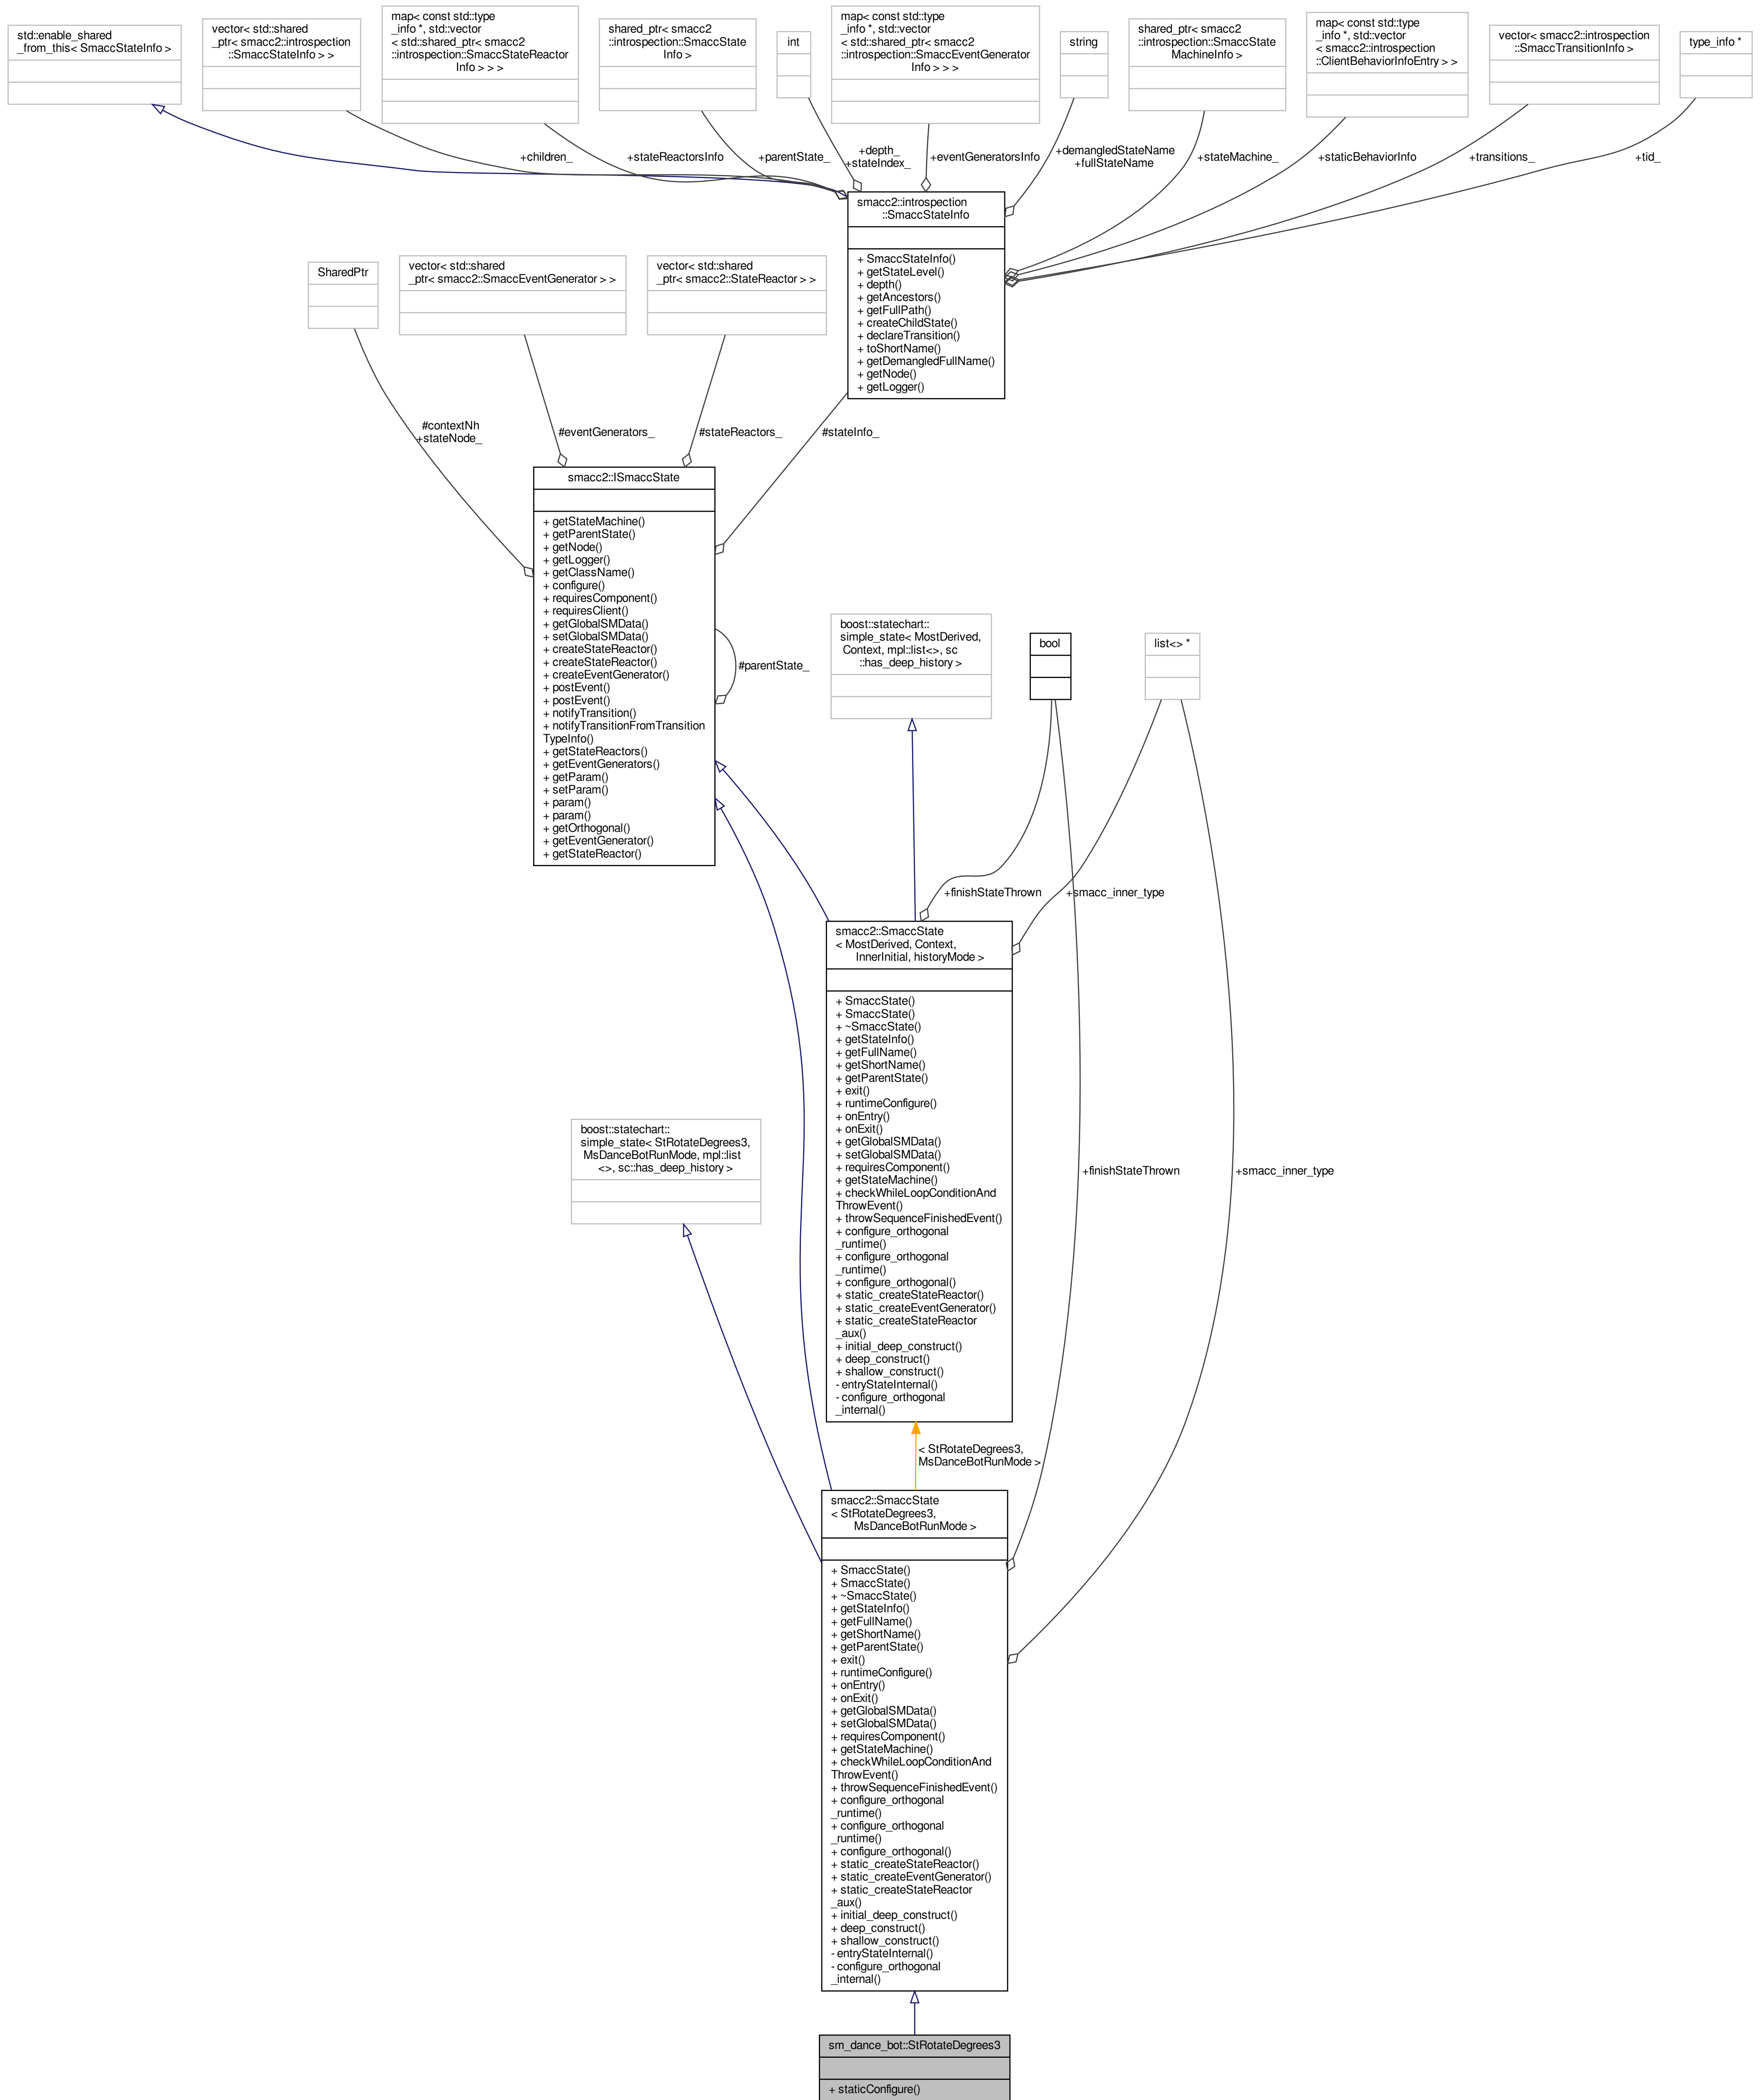 std::enable_shared
_from_this< SmaccStateInfo >
vector< std::shared
_ptr< smacc2::introspection
::SmaccStateInfo > >
map< const std::type
_info *, std::vector
< std::shared_ptr< smacc2
::introspection::SmaccStateReactor
Info > > >
shared_ptr< smacc2
::introspection::SmaccState
Info >
int
map< const std::type
_info *, std::vector
< std::shared_ptr< smacc2
::introspection::SmaccEventGenerator
Info > > >
string
shared_ptr< smacc2
::introspection::SmaccState
MachineInfo >
map< const std::type
_info *, std::vector
< smacc2::introspection
::ClientBehaviorInfoEntry > >
vector< smacc2::introspection
::SmaccTransitionInfo >
type_info *
+children_
+stateReactorsInfo
+parentState_
+depth_
+stateIndex_
+eventGeneratorsInfo
+demangledStateName
+fullStateName
+stateMachine_
+staticBehaviorInfo
+transitions_
+tid_
smacc2::introspection
::SmaccStateInfo
+ SmaccStateInfo()
+ getStateLevel()
+ depth()
+ getAncestors()
+ getFullPath()
+ createChildState()
+ declareTransition()
+ toShortName()
+ getDemangledFullName()
+ getNode()
+ getLogger()
SharedPtr
vector< std::shared
_ptr< smacc2::SmaccEventGenerator > >
vector< std::shared
_ptr< smacc2::StateReactor > >
#contextNh
+stateNode_
#eventGenerators_
#stateReactors_
#stateInfo_
smacc2::ISmaccState
+ getStateMachine()
+ getParentState()
+ getNode()
+ getLogger()
+ getClassName()
+ configure()
+ requiresComponent()
+ requiresClient()
+ getGlobalSMData()
+ setGlobalSMData()
+ createStateReactor()
+ createStateReactor()
+ createEventGenerator()
+ postEvent()
+ postEvent()
+ notifyTransition()
+ notifyTransitionFromTransition
TypeInfo()
+ getStateReactors()
+ getEventGenerators()
+ getParam()
+ setParam()
+ param()
+ param()
+ getOrthogonal()
+ getEventGenerator()
+ getStateReactor()
#parentState_
boost::statechart::
simple_state< MostDerived,
Context, mpl::list<>, sc
::has_deep_history >
bool
list<> *
+finishStateThrown
+smacc_inner_type
smacc2::SmaccState
< MostDerived, Context,
InnerInitial, historyMode >
+ SmaccState()
+ SmaccState()
+ ~SmaccState()
+ getStateInfo()
+ getFullName()
+ getShortName()
+ getParentState()
+ exit()
+ runtimeConfigure()
+ onEntry()
+ onExit()
+ getGlobalSMData()
+ setGlobalSMData()
+ requiresComponent()
+ getStateMachine()
+ checkWhileLoopConditionAnd
ThrowEvent()
+ throwSequenceFinishedEvent()
+ configure_orthogonal
_runtime()
+ configure_orthogonal
_runtime()
+ configure_orthogonal()
+ static_createStateReactor()
+ static_createEventGenerator()
+ static_createStateReactor
_aux()
+ initial_deep_construct()
+ deep_construct()
+ shallow_construct()
- entryStateInternal()
- configure_orthogonal
_internal()
boost::statechart::
simple_state< StRotateDegrees3,
MsDanceBotRunMode, mpl::list
<>, sc::has_deep_history >
+finishStateThrown
+smacc_inner_type
< StRotateDegrees3,
MsDanceBotRunMode >
smacc2::SmaccState
< StRotateDegrees3,
MsDanceBotRunMode >
+ SmaccState()
+ SmaccState()
+ ~SmaccState()
+ getStateInfo()
+ getFullName()
+ getShortName()
+ getParentState()
+ exit()
+ runtimeConfigure()
+ onEntry()
+ onExit()
+ getGlobalSMData()
+ setGlobalSMData()
+ requiresComponent()
+ getStateMachine()
+ checkWhileLoopConditionAnd
ThrowEvent()
+ throwSequenceFinishedEvent()
+ configure_orthogonal
_runtime()
+ configure_orthogonal
_runtime()
+ configure_orthogonal()
+ static_createStateReactor()
+ static_createEventGenerator()
+ static_createStateReactor
_aux()
+ initial_deep_construct()
+ deep_construct()
+ shallow_construct()
- entryStateInternal()
- configure_orthogonal
_internal()
sm_dance_bot::StRotateDegrees3
+ staticConfigure()